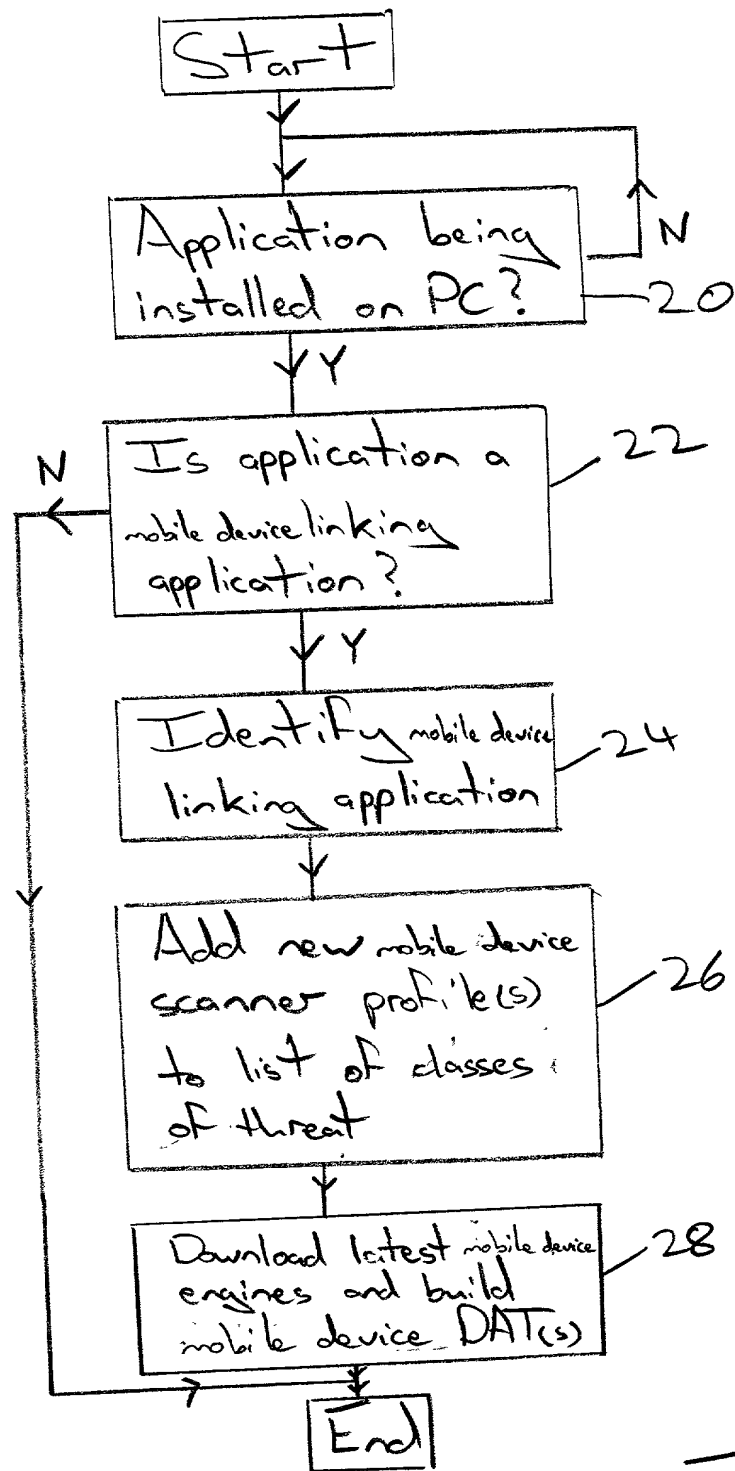 Start
Application being
N
installed on PC?
20
Y
Is application a
22
N
mobile device linking
application?
Y
Identify mobile device
24
linking application
Add new mobile device
scanner profile(s)
26
to list of classes
of threat
Download latest mobile device
28
engines and build
mobile device DAT(s)
End